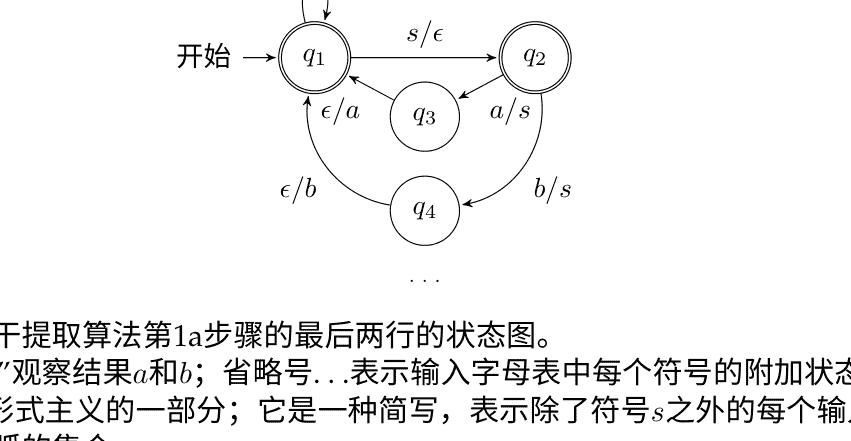 s/ϵ
开始 q₁ q₂
ϵ/a q₃ a/s
ϵ/b b/s
q₄
...
干提取算法第1a步骤的最后两行的状态图。
”观察结果a和b；省略号...表示输入字母表中每个符号的附加状态
形式主义的一部分；它是一种简写，表示除了符号s之外的每个输入